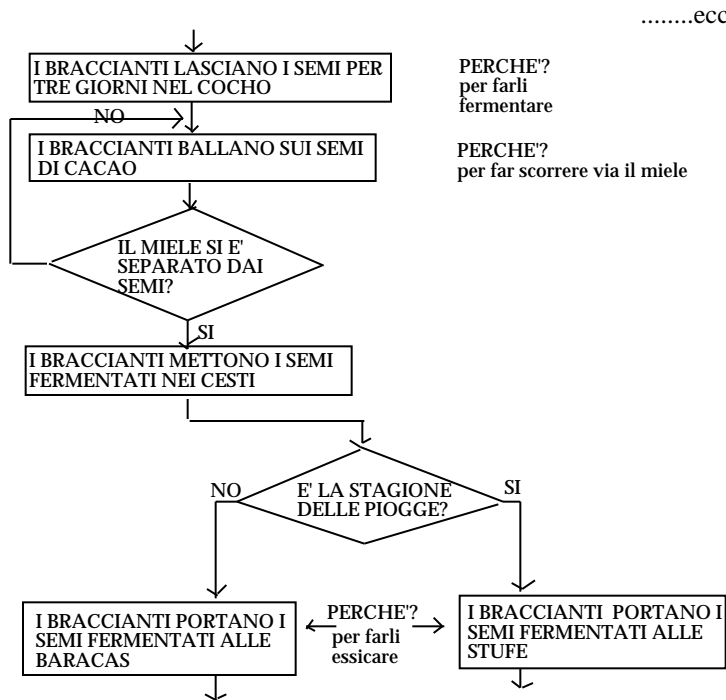 ........ecc
I BRACCIANTI LASCIANO I SEMI PER
TRE GIORNI NEL COCHO
PERCHE'?
per farli
fermentare
NO
I BRACCIANTI BALLANO SUI SEMI
DI CACAO
PERCHE'?
per far scorrere via il miele
IL MIELE SI E'
SEPARATO DAI
SEMI?
SI
I BRACCIANTI METTONO I SEMI
FERMENTATI NEI CESTI
E' LA STAGIONE
DELLE PIOGGE?
NO
SI
I BRACCIANTI PORTANO I
SEMI FERMENTATI ALLE
BARACAS
PERCHE'?
per farli
essicare
I BRACCIANTI PORTANO I
SEMI FERMENTATI ALLE
STUFE